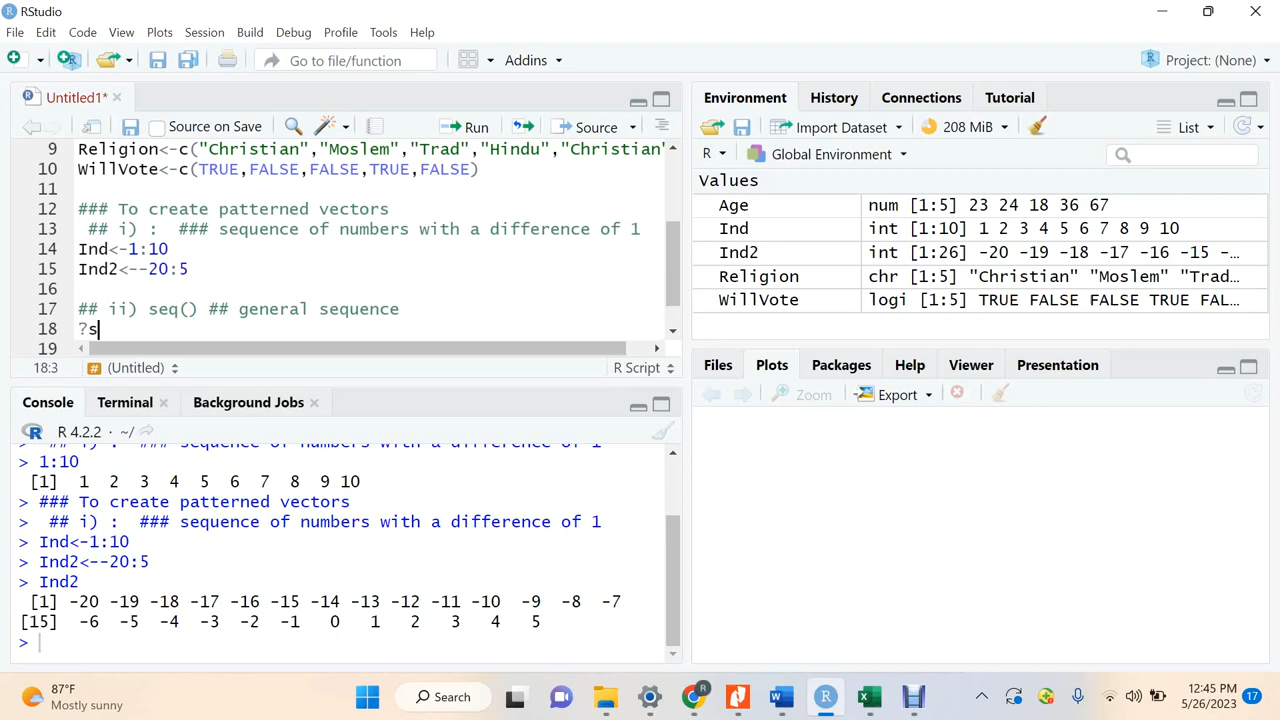 RStudio
File Edit Code View Plots Session Build Debug Profile Tools Help
Go to file/function Addins Project: (None)
Untitled1*
Source on Save Run Source
9 Religion<-c("Christian","Moslem","Trad","Hindu","Christian"
10 WillVote<-c(TRUE,FALSE,FALSE,TRUE,FALSE)
11
12 ### To create patterned vectors
13 ## i) : ### sequence of numbers with a difference of 1
14 Ind<-1:10
15 Ind2<--20:5
16
17 ## ii) seq() ## general sequence
18 ?s
19
18:3 (Untitled) R Script
Console Terminal Background Jobs
R 4.2.2 · ~/
> ## i) : ### sequence of numbers with a difference of 1
> 1:10
[1] 1 2 3 4 5 6 7 8 9 10
> ### To create patterned vectors
> ## i) : ### sequence of numbers with a difference of 1
> Ind<-1:10
> Ind2<--20:5
> Ind2
[1] -20 -19 -18 -17 -16 -15 -14 -13 -12 -11 -10 -9 -8 -7
[15] -6 -5 -4 -3 -2 -1 0 1 2 3 4 5
>
Environment History Connections Tutorial
Import Dataset 208 MiB List
R Global Environment
Values
Age num [1:5] 23 24 18 36 67
Ind int [1:10] 1 2 3 4 5 6 7 8 9 10
Ind2 int [1:26] -20 -19 -18 -17 -16 -15 -…
Religion chr [1:5] "Christian" "Moslem" "Trad…
WillVote logi [1:5] TRUE FALSE FALSE TRUE FAL…
Files Plots Packages Help Viewer Presentation
Zoom Export
87°F
Mostly sunny
Search
12:45 PM
5/26/2023
17